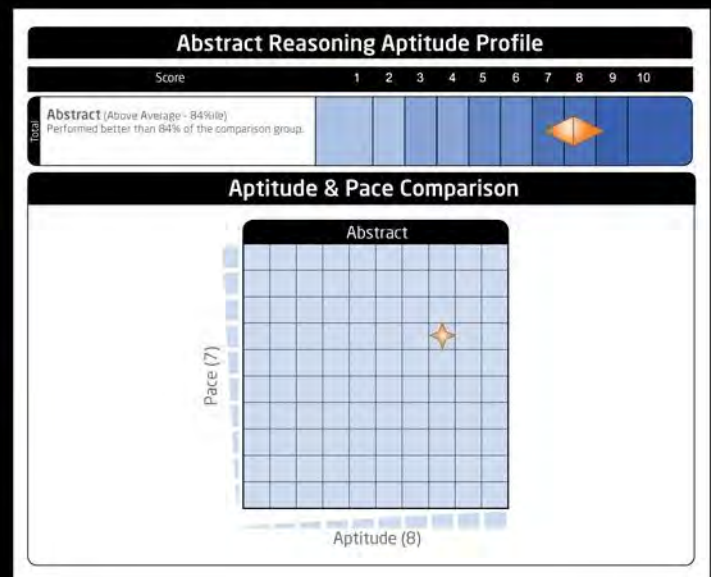 Abstract Reasoning Aptitude Profile
Score 1 2 3 4 5 6 7 8 9 10
Total
Abstract (Above Average - 84%ile)
Performed better than 84% of the comparison group.
Aptitude & Pace Comparison
Abstract
Pace (7)
Aptitude (8)